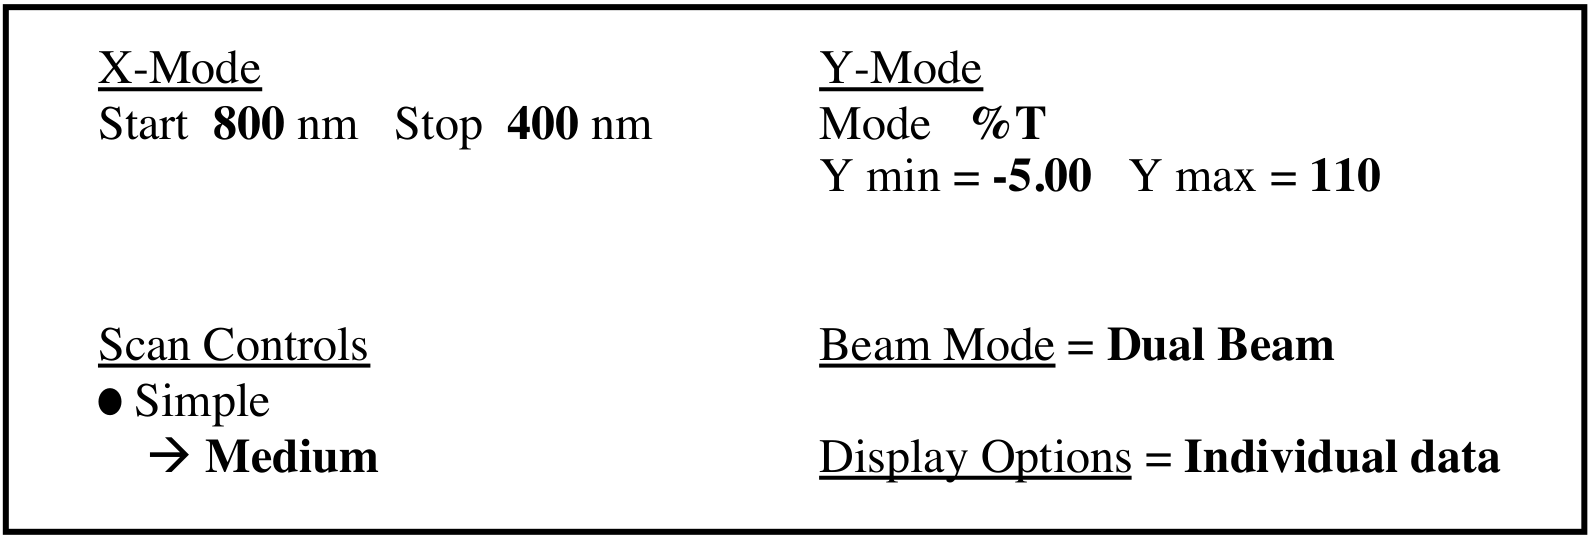 X-Mode
Start 800 nm Stop 400 nm
Y-Mode
Mode %T
Y min = -5.00 Y max = 110
Scan Controls
● Simple
→ Medium
Beam Mode = Dual Beam
Display Options = Individual data